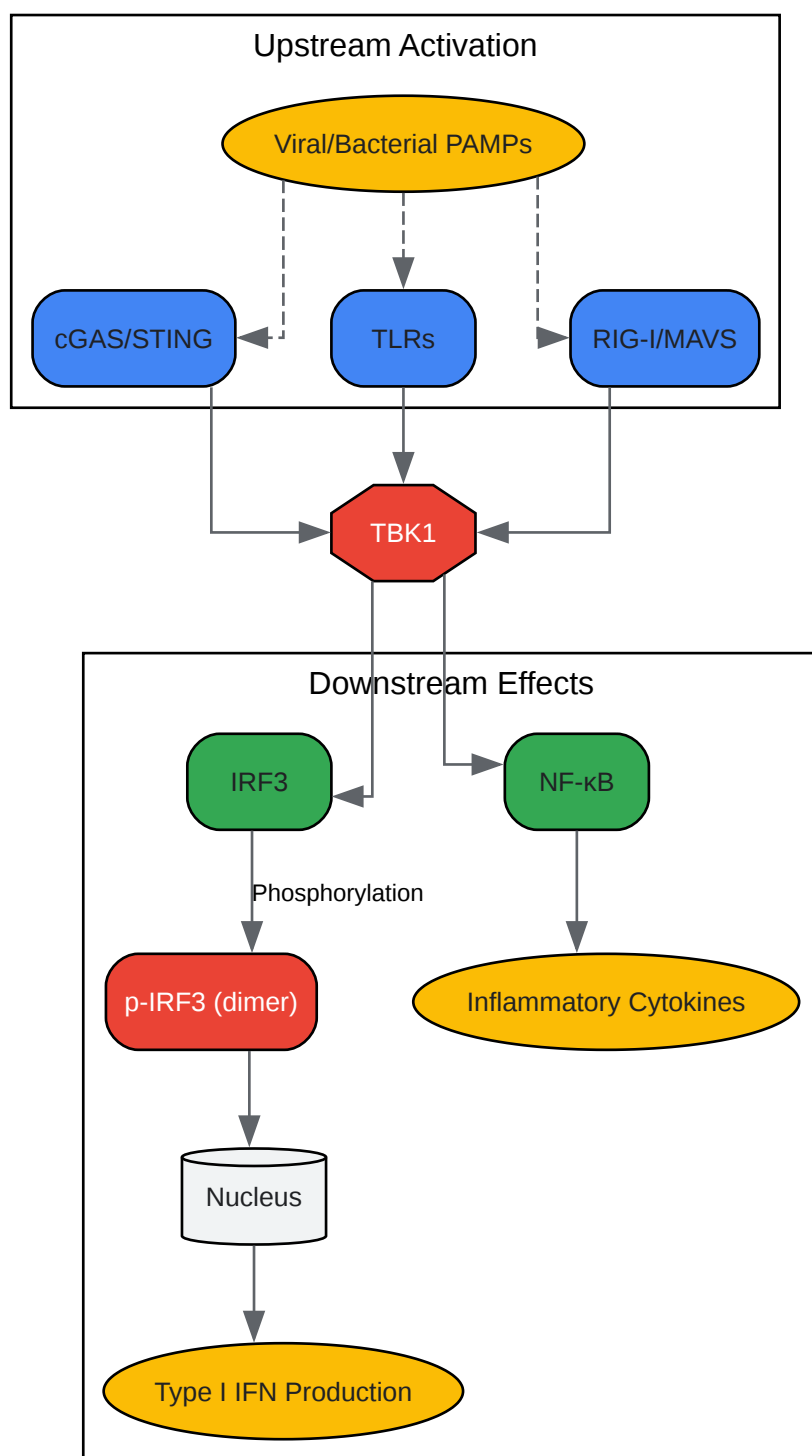 Upstream Activation
Viral/Bacterial PAMPs
cGAS/STING
TLRs
RIG-I/MAVS
TBK1
Downstream Effects
IRF3
NF-κB
Phosphorylation
p-IRF3 (dimer)
Inflammatory Cytokines
Nucleus
Type I IFN Production